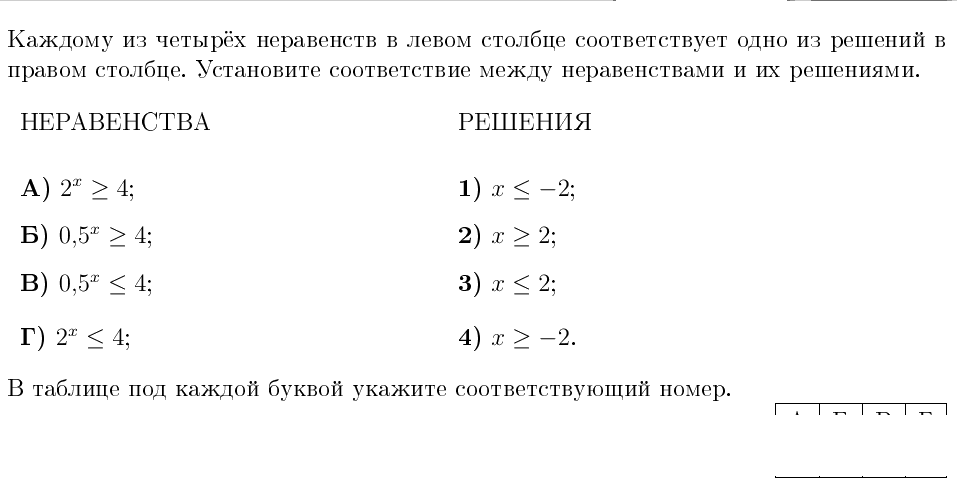 Каждому из четырёх неравенств в левом столбце соответствует одно из решений в
правом столбце. Установите соответствие между неравенствами и их решениями.
НЕРАВЕНСТВА РЕШЕНИЯ
А) 2^x ≥ 4; 1) x ≤ −2;
Б) 0,5^x ≥ 4; 2) x ≥ 2;
В) 0,5^x ≤ 4; 3) x ≤ 2;
Г) 2^x ≤ 4; 4) x ≥ −2.
В таблице под каждой буквой укажите соответствующий номер.